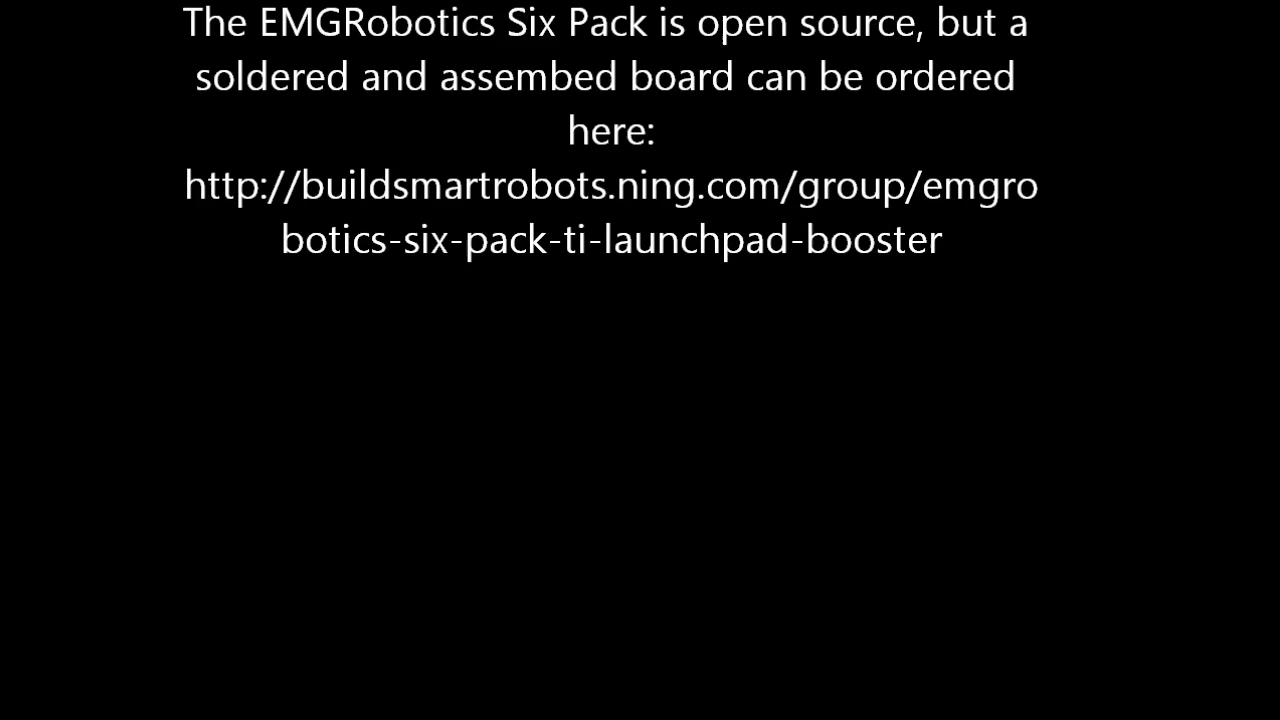 The EMGRobotics Six Pack is open source, but a
soldered and assembed board can be ordered
here:
http://buildsmartrobots.ning.com/group/emgro
botics-six-pack-ti-launchpad-booster